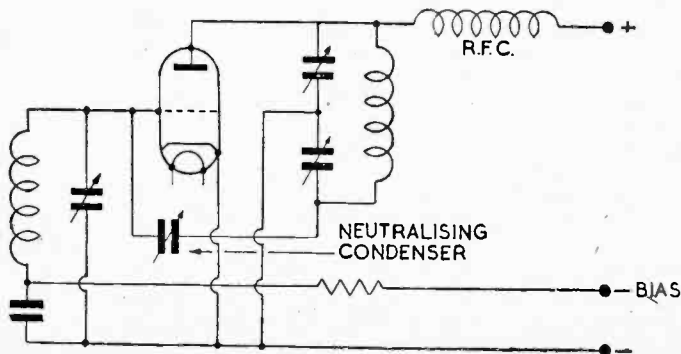 R.F.C.
+
NEUTRALISING
CONDENSER
– BIAS
–